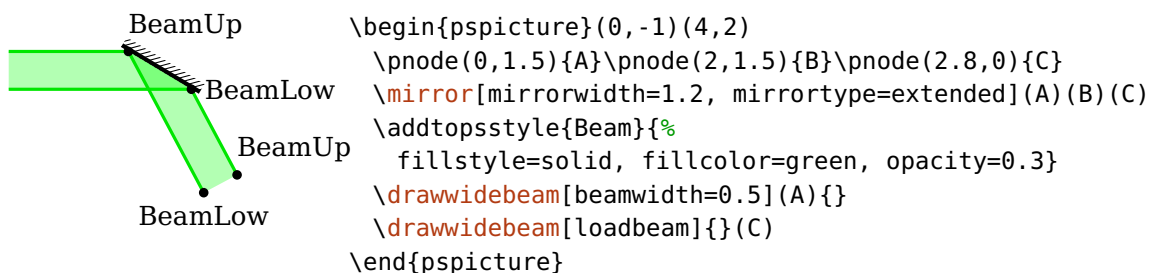 BeamUp
BeamLow
BeamUp
BeamLow
\begin{pspicture}(0,-1)(4,2)
  \pnode(0,1.5){A}\pnode(2,1.5){B}\pnode(2.8,0){C}
  \mirror[mirrorwidth=1.2, mirrortype=extended](A)(B)(C)
  \addtopsstyle{Beam}{%
    fillstyle=solid, fillcolor=green, opacity=0.3}
  \drawwidebeam[beamwidth=0.5](A){}
  \drawwidebeam[loadbeam]{}(C)
\end{pspicture}